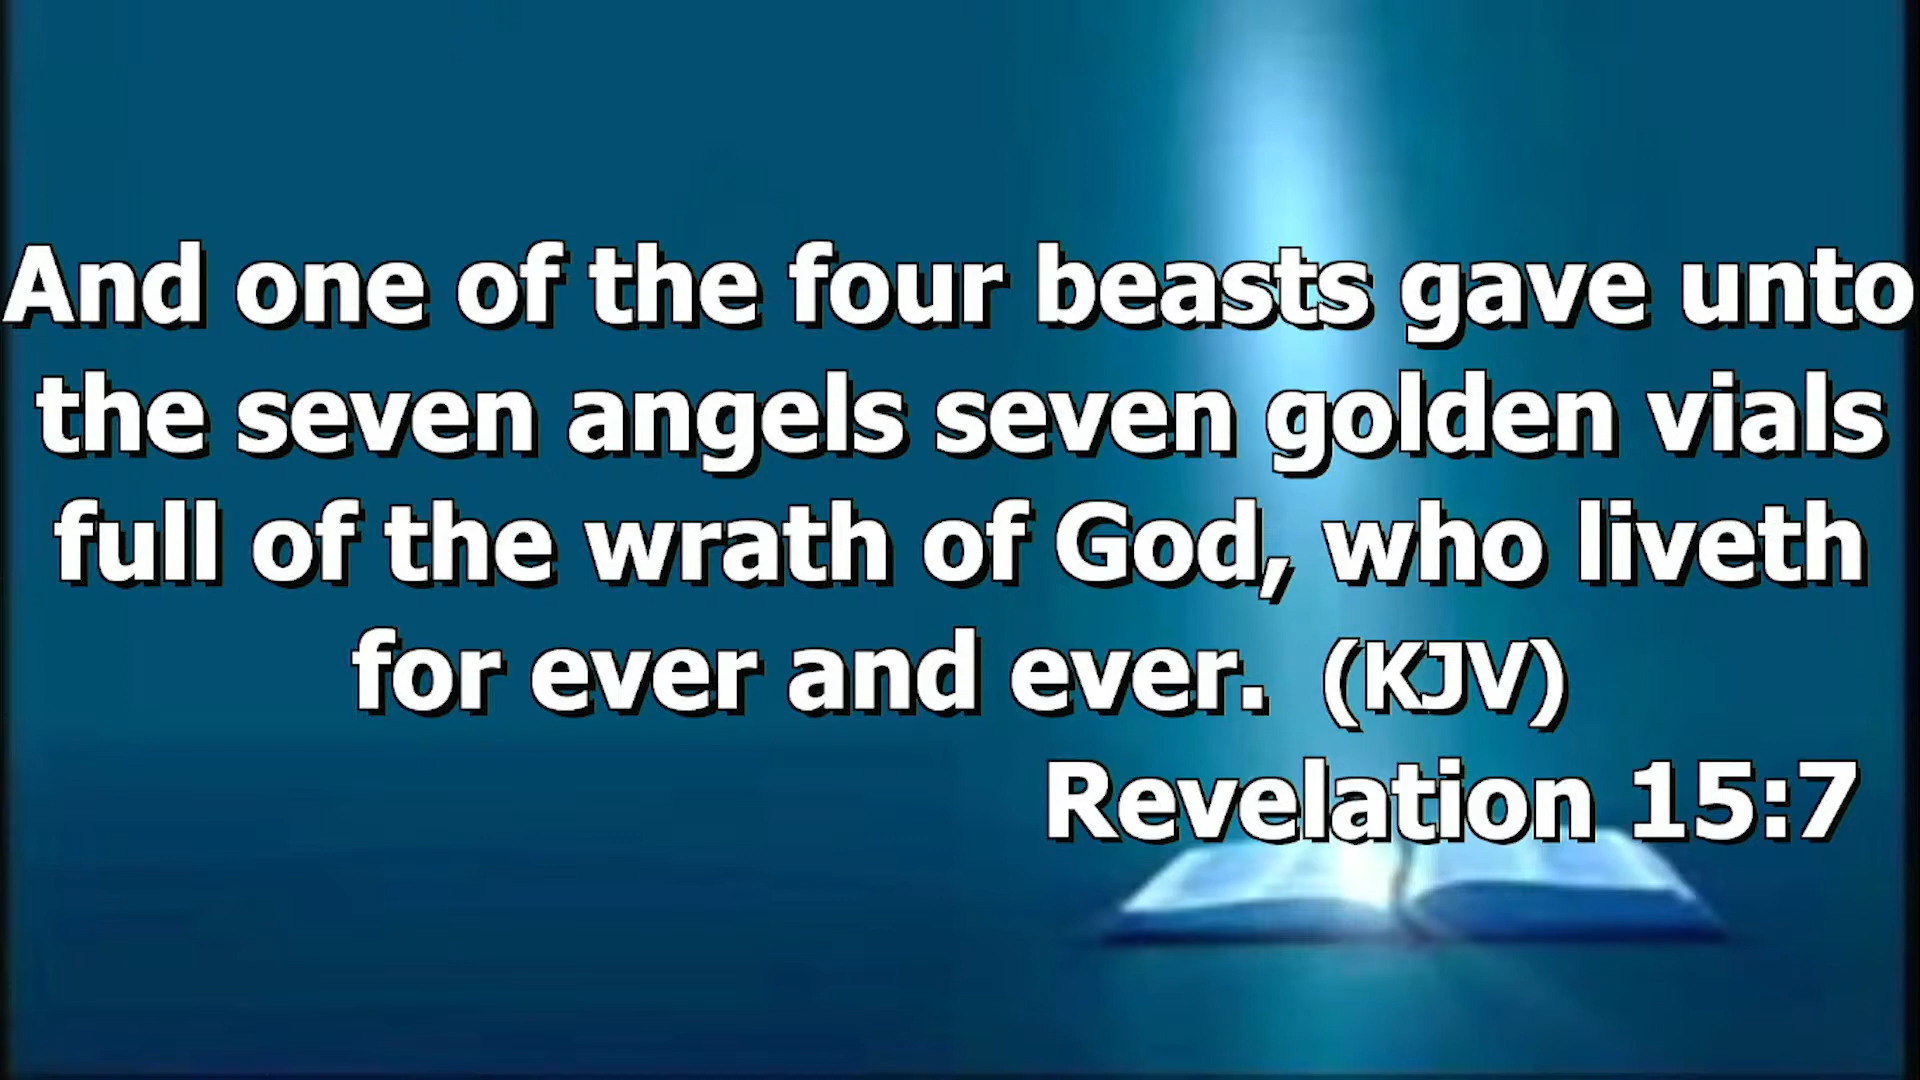 And one of the four beasts gave unto
the seven angels seven golden vials
full of the wrath of God, who liveth
for ever and ever. (KJV)
Revelation 15:7